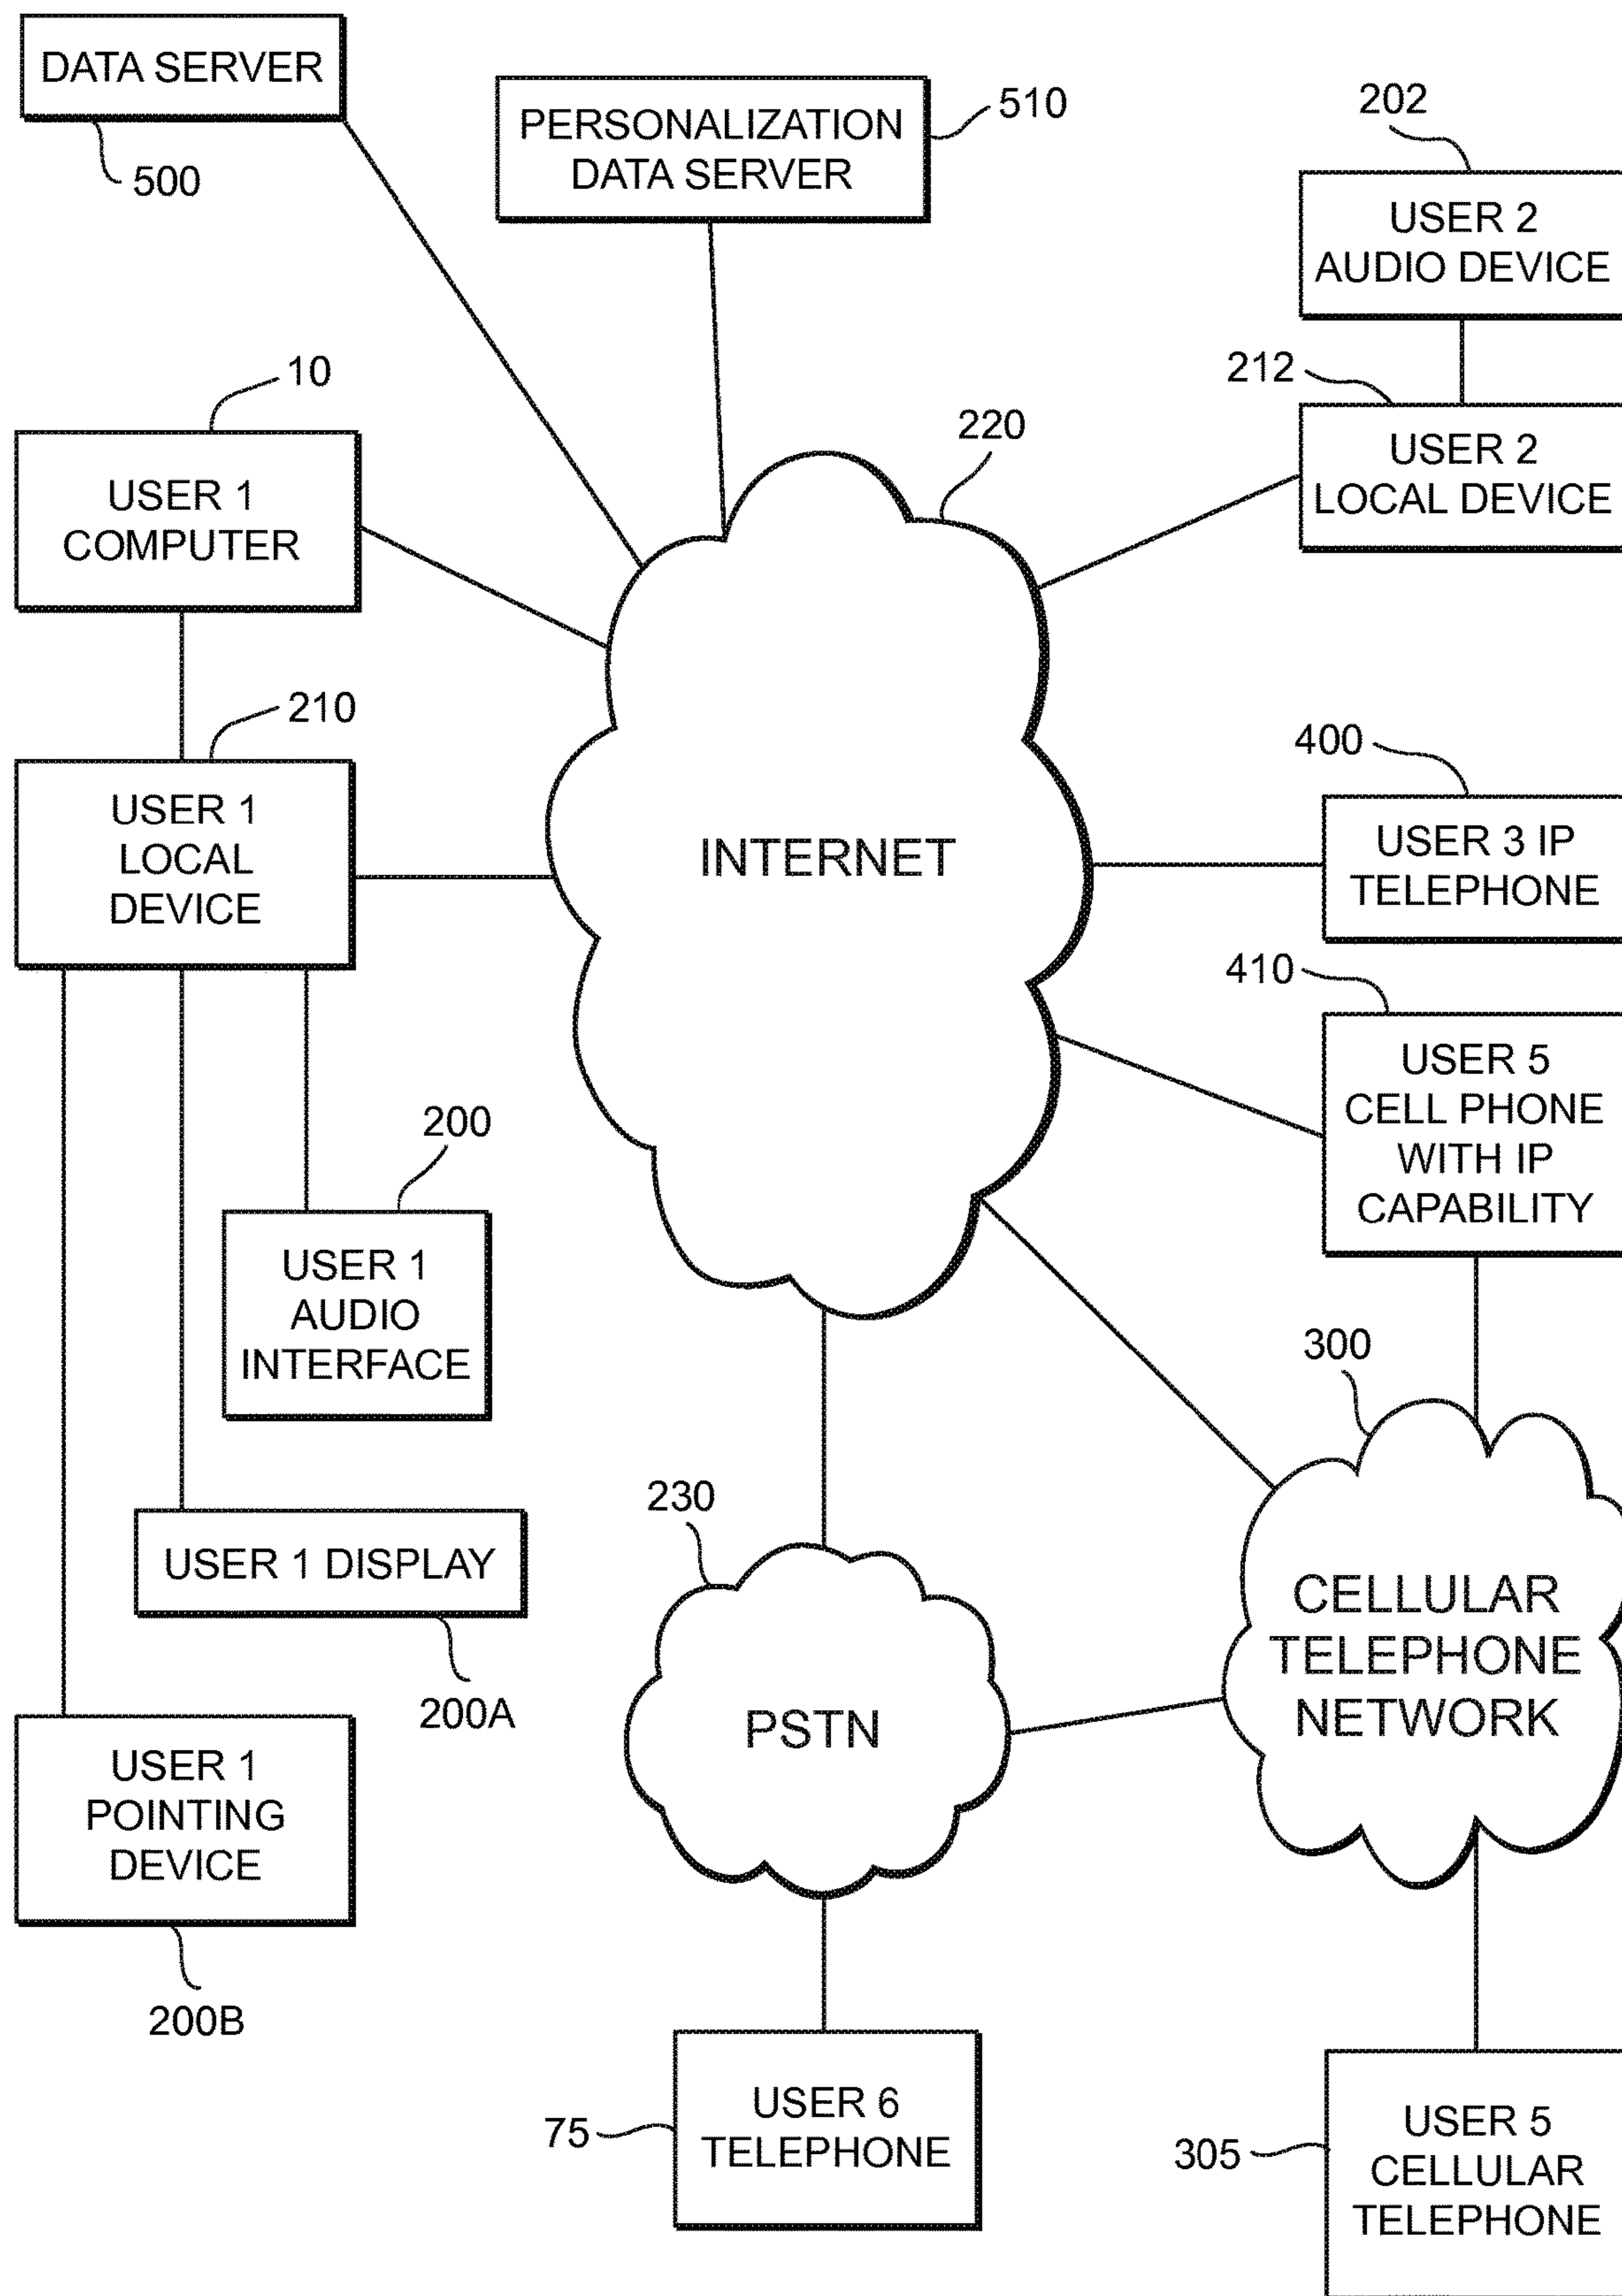 DATA SERVER
500
PERSONALIZATION
DATA SERVER
510
202
USER 2
AUDIO DEVICE
212
USER 2
LOCAL DEVICE
10
USER 1
COMPUTER
220
210
USER 1
LOCAL
DEVICE
INTERNET
400
USER 3 IP
TELEPHONE
410
USER 5
CELL PHONE
WITH IP
CAPABILITY
200
USER 1
AUDIO
INTERFACE
300
USER 1 DISPLAY
200A
230
PSTN
CELLULAR
TELEPHONE
NETWORK
USER 1
POINTING
DEVICE
200B
75
USER 6
TELEPHONE
305
USER 5
CELLULAR
TELEPHONE